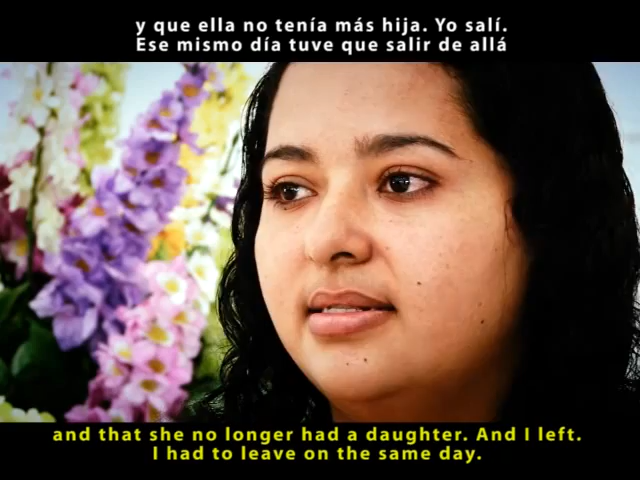 y que ella no tenía más hija. Yo salí.
Ese mismo día tuve que salir de allá
and that she no longer had a daughter. And I left.
I had to leave on the same day.